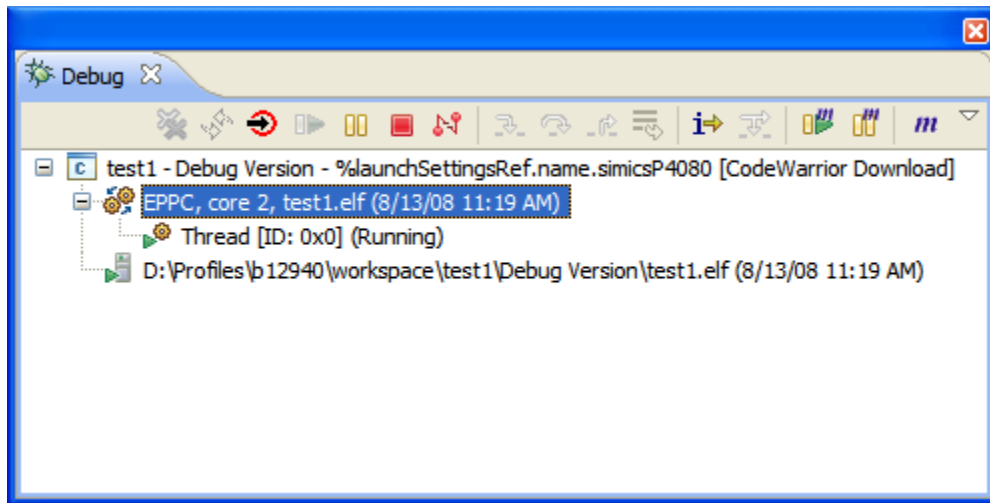 Debug
i m m m
c test1 - Debug Version - %launchSettingsRef.name.simicsP4080 [CodeWarrior Download]
EPPC, core 2, test1.elf (8/13/08 11:19 AM)
Thread [ID: 0x0] (Running)
D:\Profiles\b12940\workspace\test1\Debug Version\test1.elf (8/13/08 11:19 AM)